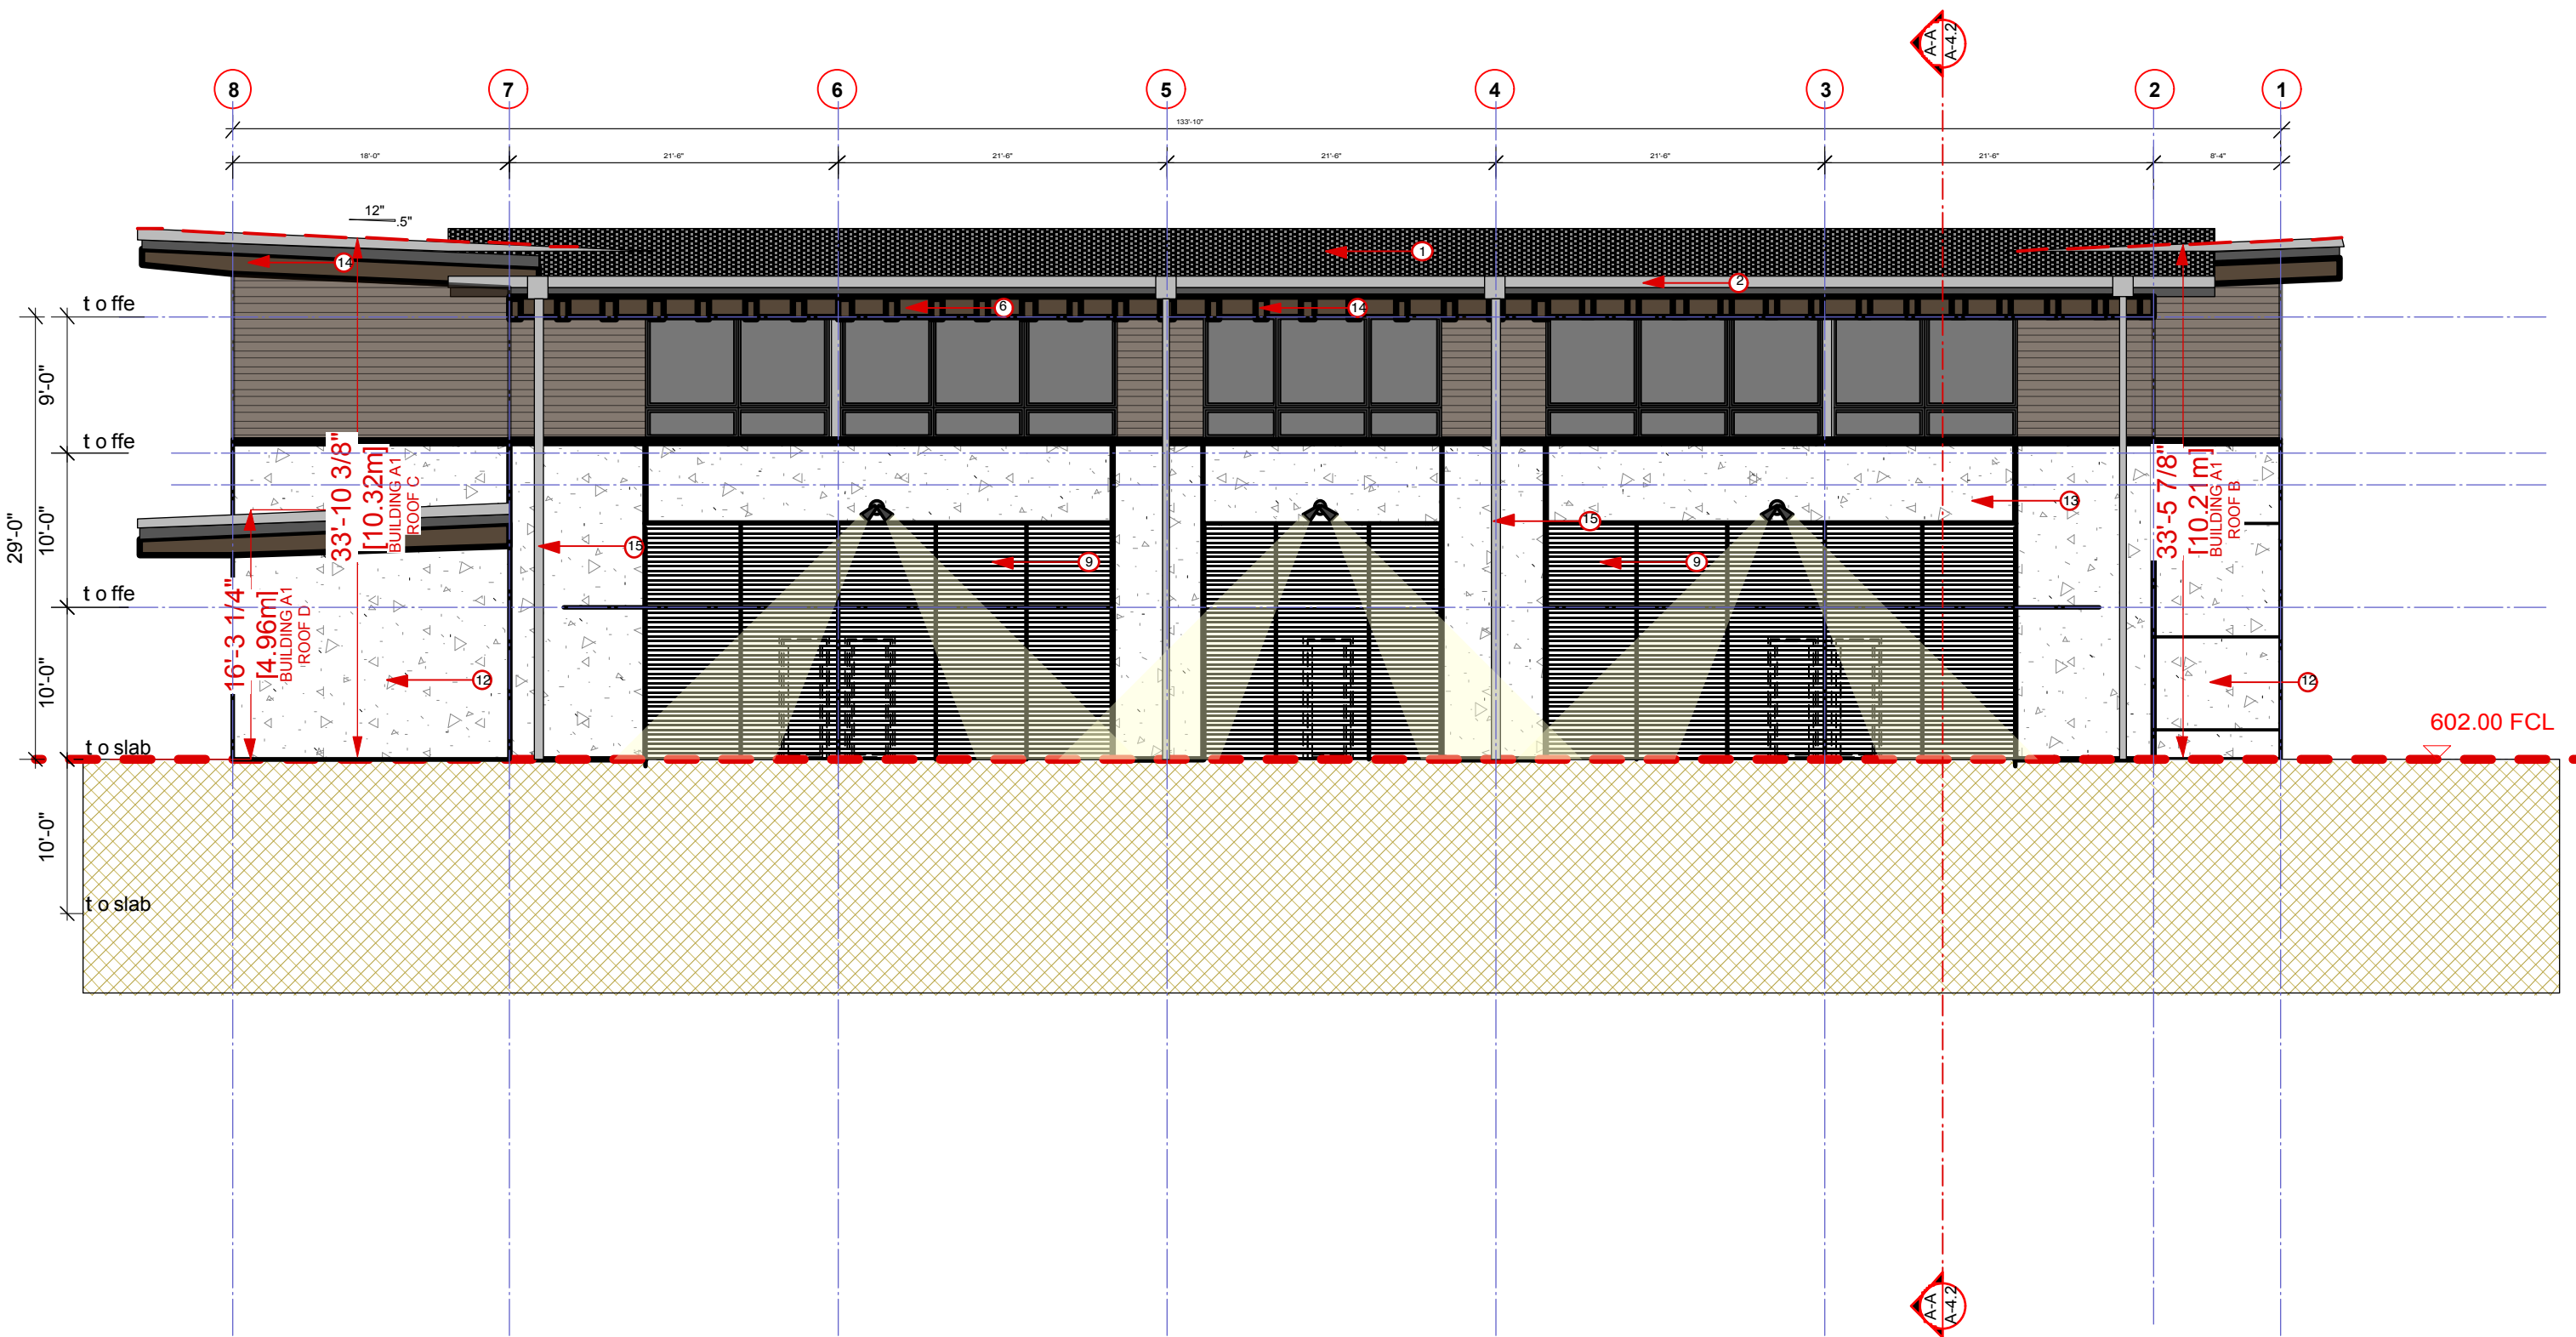 A-A
A-4.2
8
7
6
5
4
3
2
1
133'-10"
18'-0"
21'-6"
21'-6"
21'-6"
21'-6"
21'-6"
8'-4"
12"
.5"
1
14
2
t o ffe
6
14
9'-0"
t o ffe
33'-10 3/8"
[10.32m]
BUILDING A1
ROOF C
33'-5 7/8"
[10.21m]
BUILDING A1
ROOF B
29'-0"
10'-0"
13
15
15
9
9
t o ffe
16'-3 1/4"
[4.96m]
BUILDING A1
ROOF D
10'-0"
12
12
602.00 FCL
t o slab
10'-0"
t o slab
A-A
A-4.2